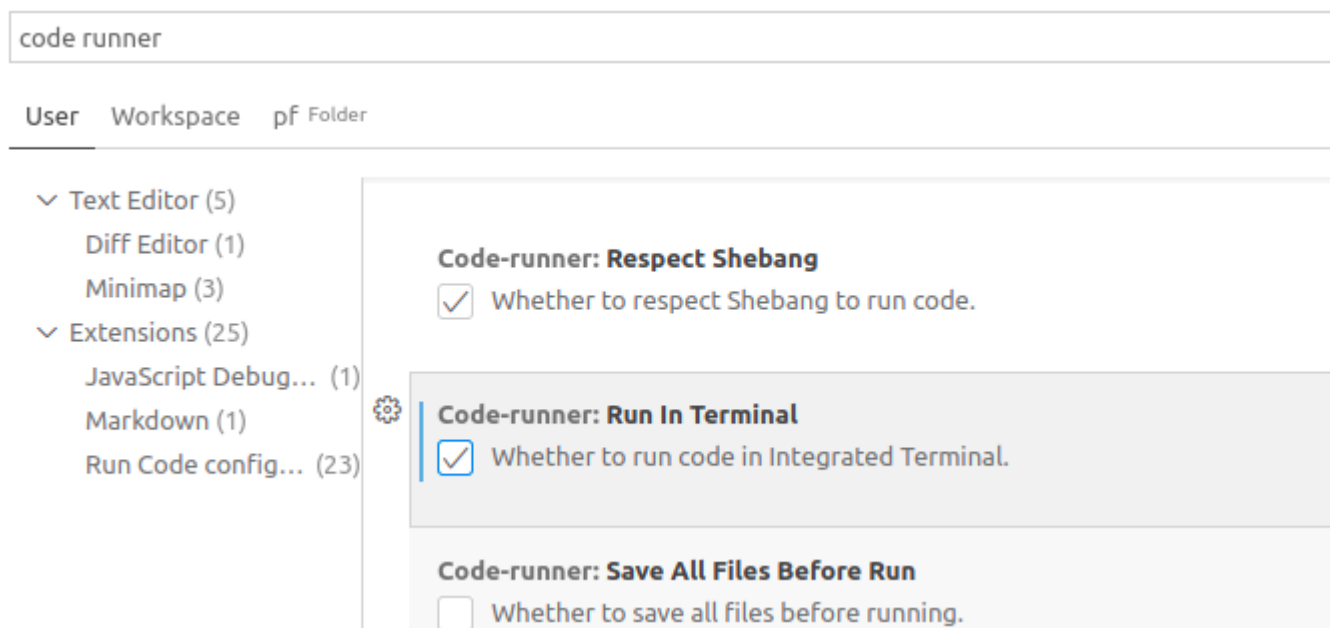 code runner
User Workspace pf Folder
Text Editor (5)
Diff Editor (1)
Minimap (3)
Extensions (25)
JavaScript Debug... (1)
Markdown (1)
Run Code config... (23)
Code-runner: Respect Shebang
Whether to respect Shebang to run code.
Code-runner: Run In Terminal
Whether to run code in Integrated Terminal.
Code-runner: Save All Files Before Run
Whether to save all files before running.